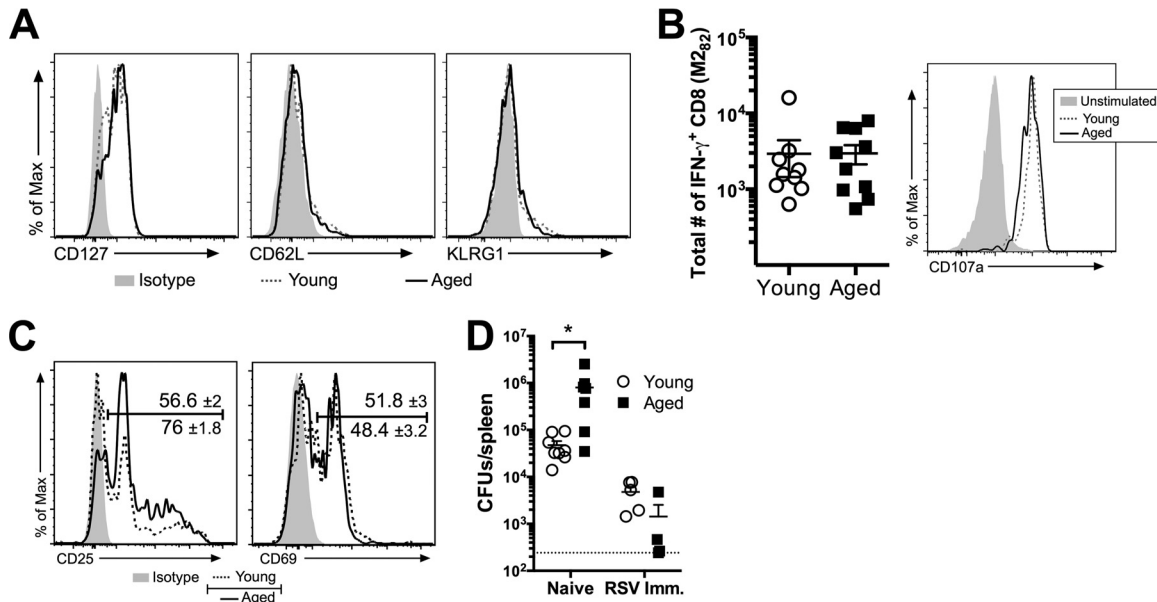 A
% of Max
CD127
CD62L
KLRG1
Isotype
Young
Aged
B
Total # of IFN-γ+ CD8 (M282)
10^5
10^4
10^3
Young Aged
% of Max
CD107a
Unstimulated
Young
Aged
C
% of Max
56.6 ±2
76 ±1.8
CD25
51.8 ±3
48.4 ±3.2
CD69
Isotype
Young
Aged
D
CFUs/spleen
10^7
10^6
10^5
10^4
10^3
10^2
*
Young
Aged
Naive RSV Imm.